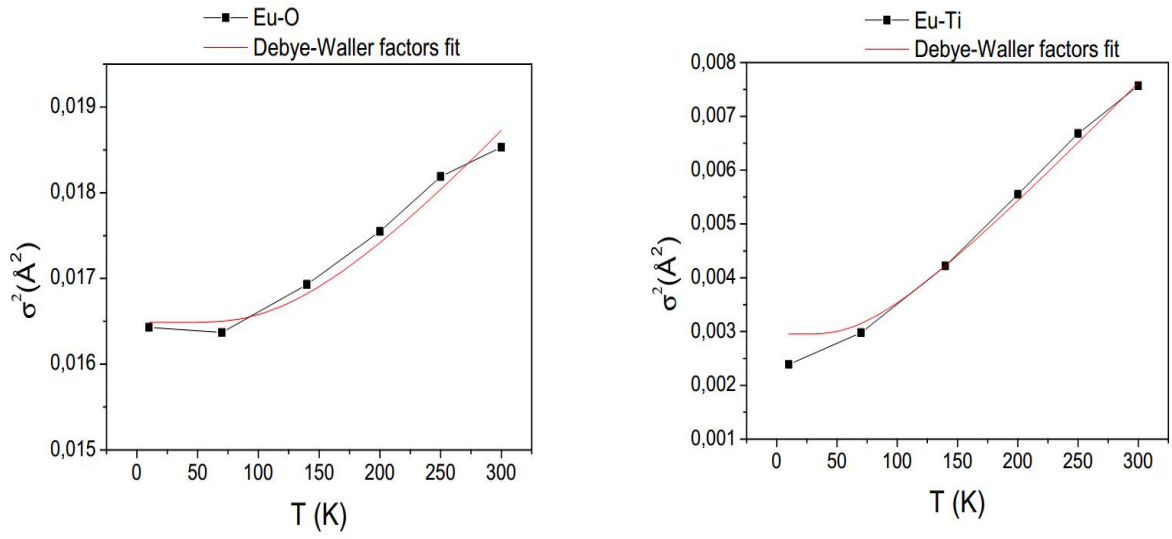 Eu-O
Debye-Waller factors fit
0,019
0,018
0,017
0,016
0,015
σ²(Å²)
0 50 100 150 200 250 300
T (K)
Eu-Ti
Debye-Waller factors fit
0,008
0,007
0,006
0,005
0,004
0,003
0,002
0,001
σ²(Å²)
0 50 100 150 200 250 300
T (K)